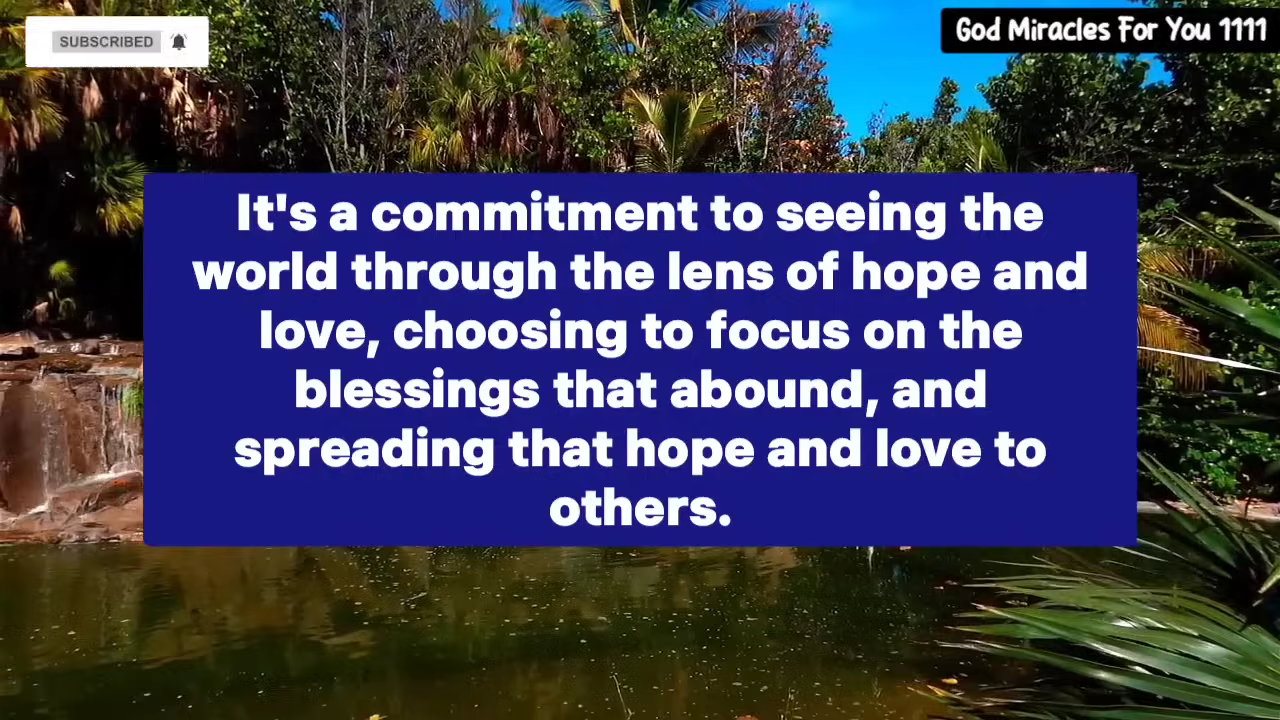 SUBSCRIBED
God Miracles For You 1111
It's a commitment to seeing the
world through the lens of hope and
love, choosing to focus on the
blessings that abound, and
spreading that hope and love to
others.